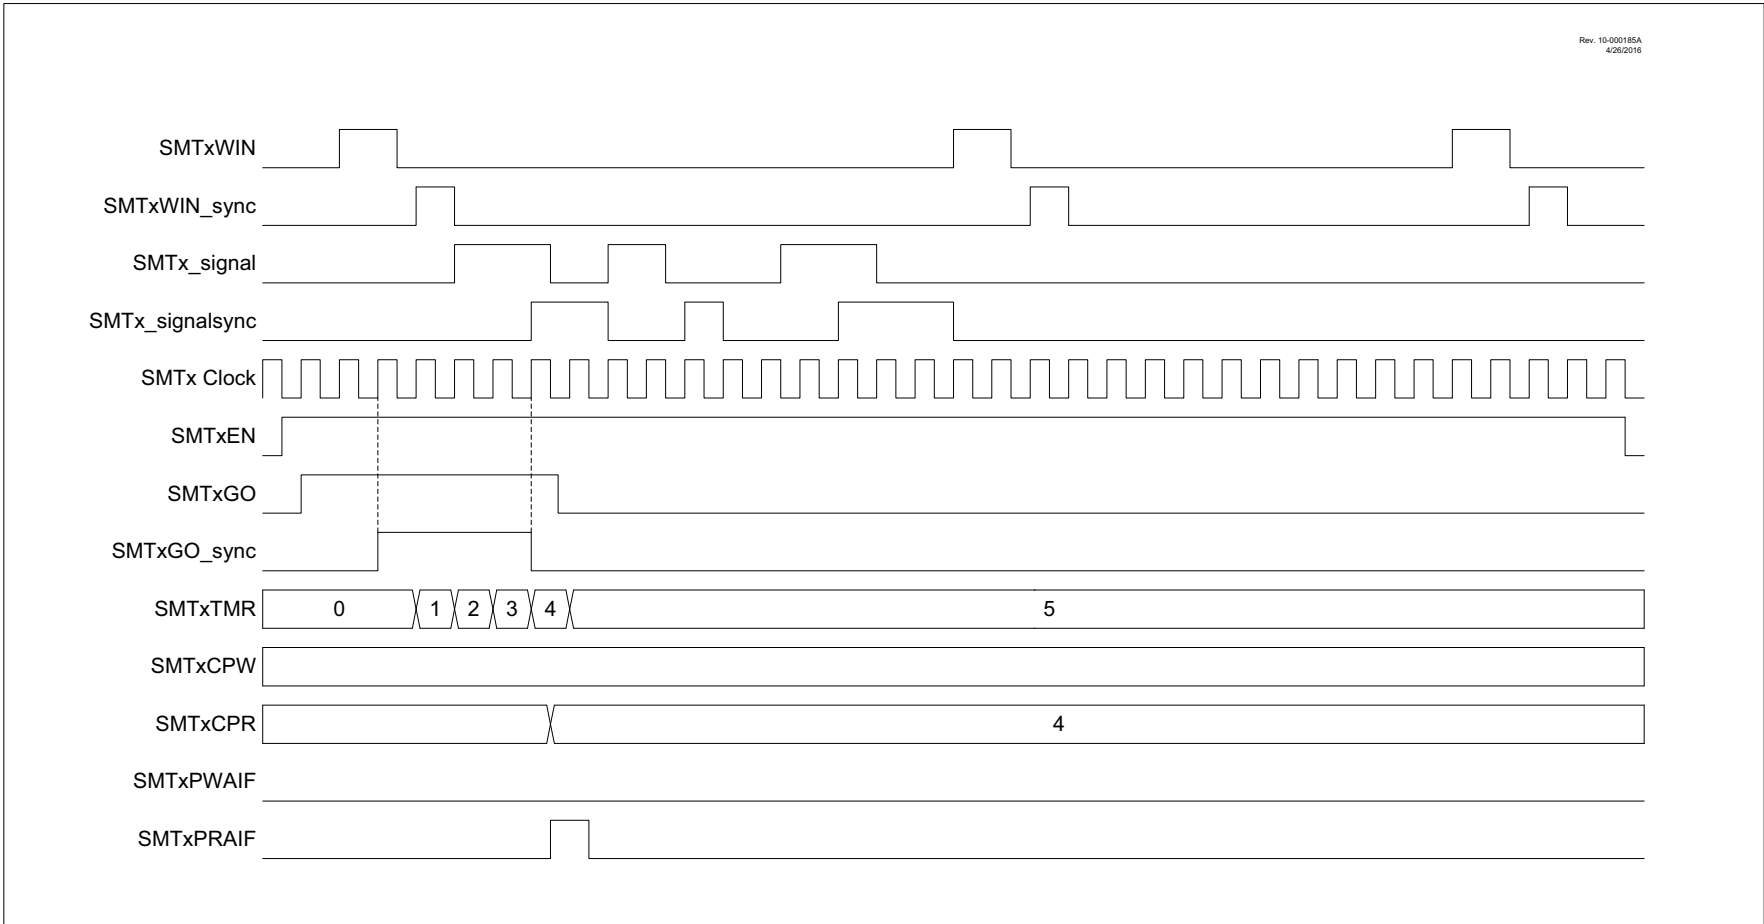 Rev. 10-000185A
4/26/2016
SMTxWIN
SMTxWIN_sync
SMTx_signal
SMTx_signalsync
SMTx Clock
SMTxEN
SMTxGO
SMTxGO_sync
SMTxTMR 0 1 2 3 4 5
SMTxCPW
SMTxCPR 4
SMTxPWAIF
SMTxPRAIF